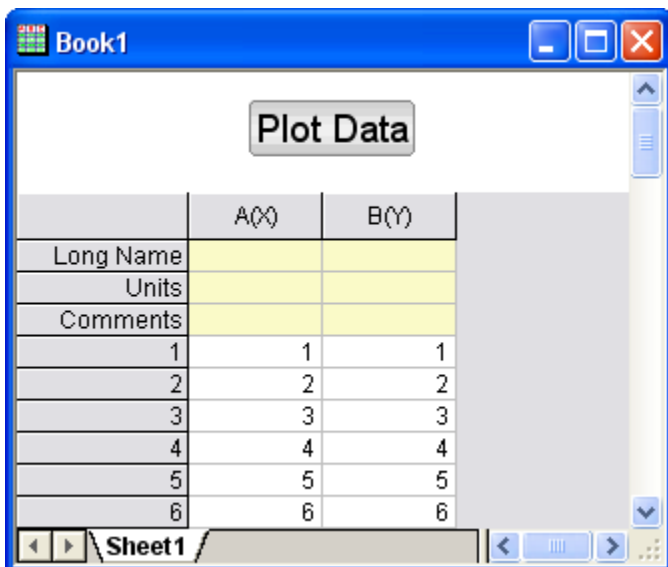 Book1
Plot Data
A(X) B(Y)
Long Name
Units
Comments
1 1 1
2 2 2
3 3 3
4 4 4
5 5 5
6 6 6
Sheet1